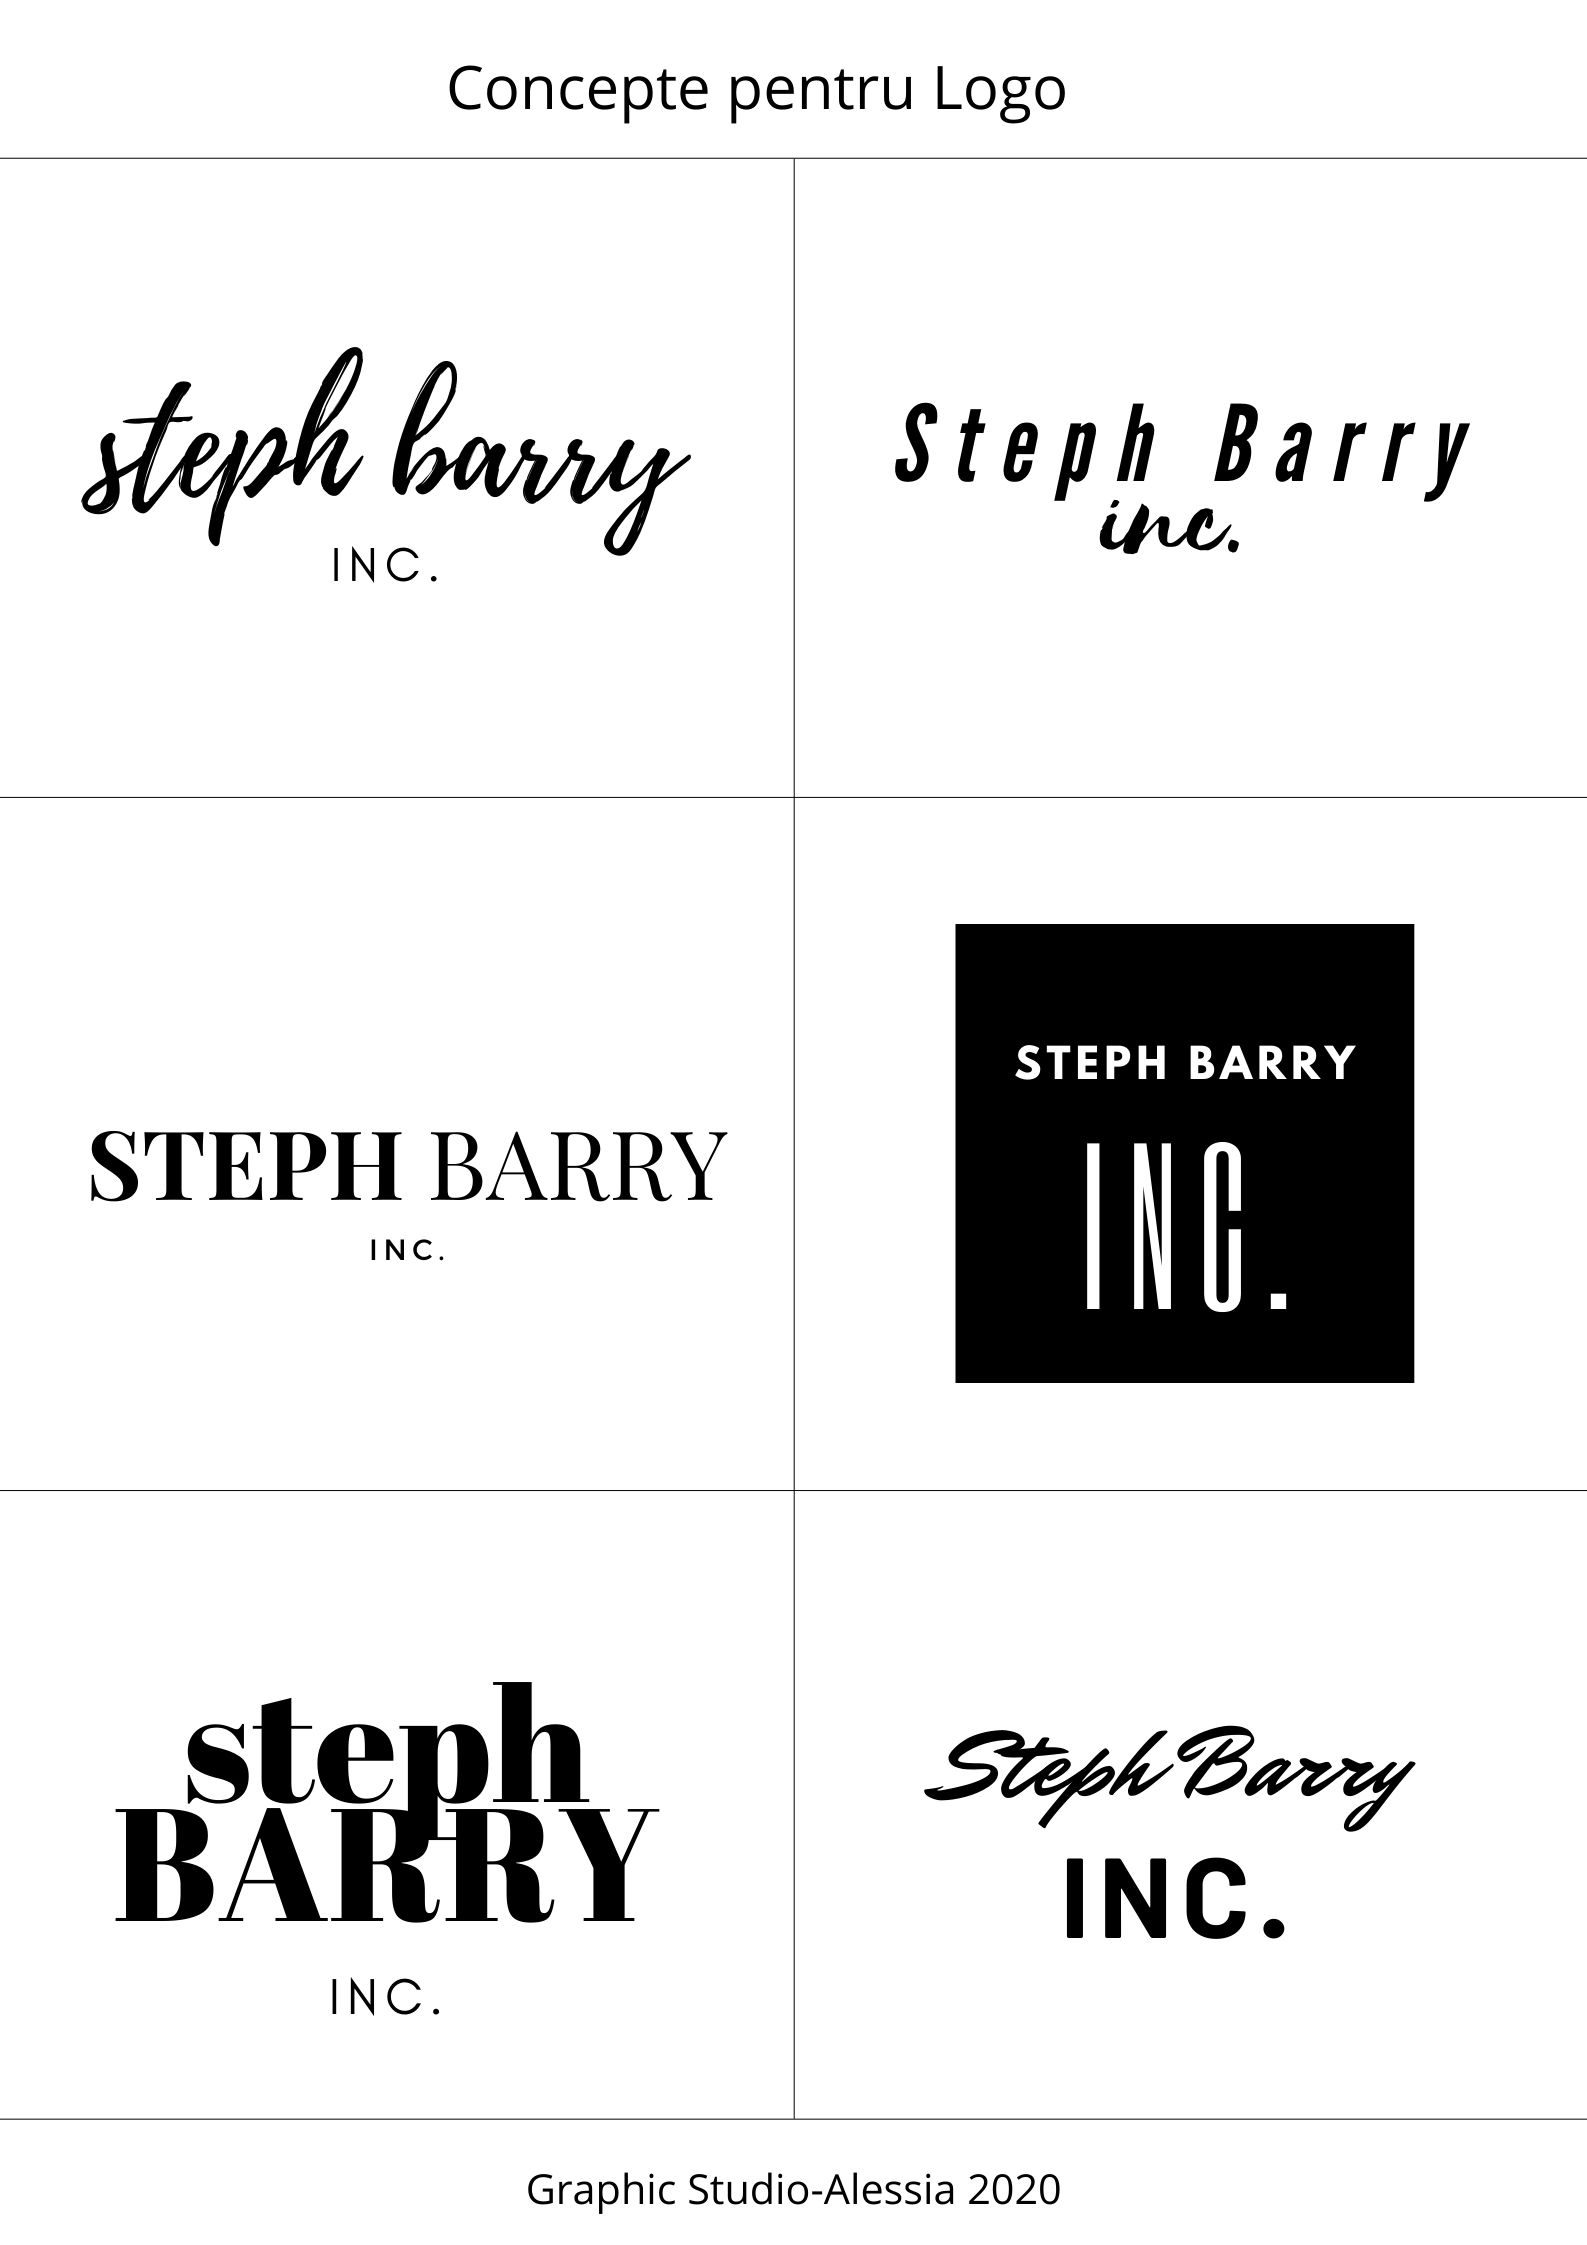 Concepte pentru Logo
steph barry
INC.
Steph Barry
inc.
STEPH BARRY
INC.
STEPH BARRY
INC.
steph
BARRY
INC.
Steph Barry
INC.
Graphic Studio-Alessia 2020